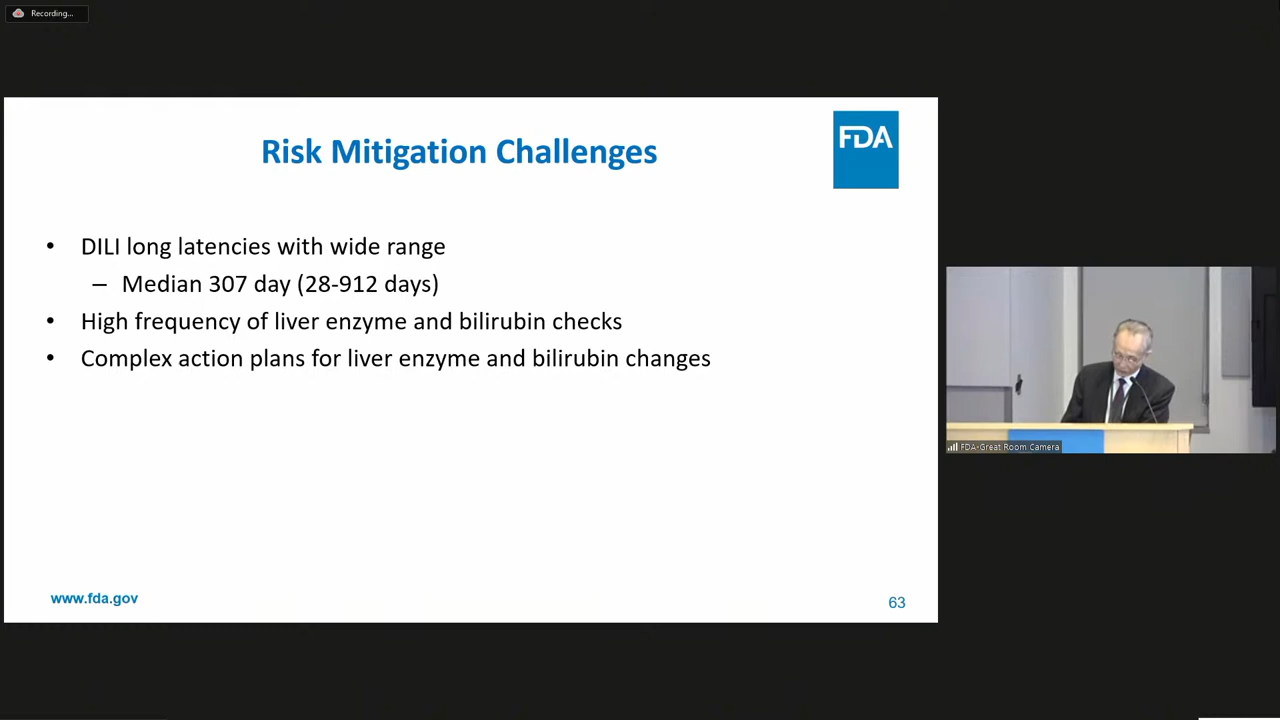 Recording...
Risk Mitigation Challenges
FDA
• DILI long latencies with wide range
– Median 307 day (28-912 days)
• High frequency of liver enzyme and bilirubin checks
• Complex action plans for liver enzyme and bilirubin changes
www.fda.gov
63
FDA-Great Room Camera